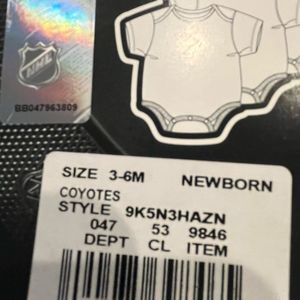 NHL
BB047963809
SIZE 3-6M NEWBORN
COYOTES
STYLE 9K5N3HAZN
047 53 9846
DEPT CL ITEM